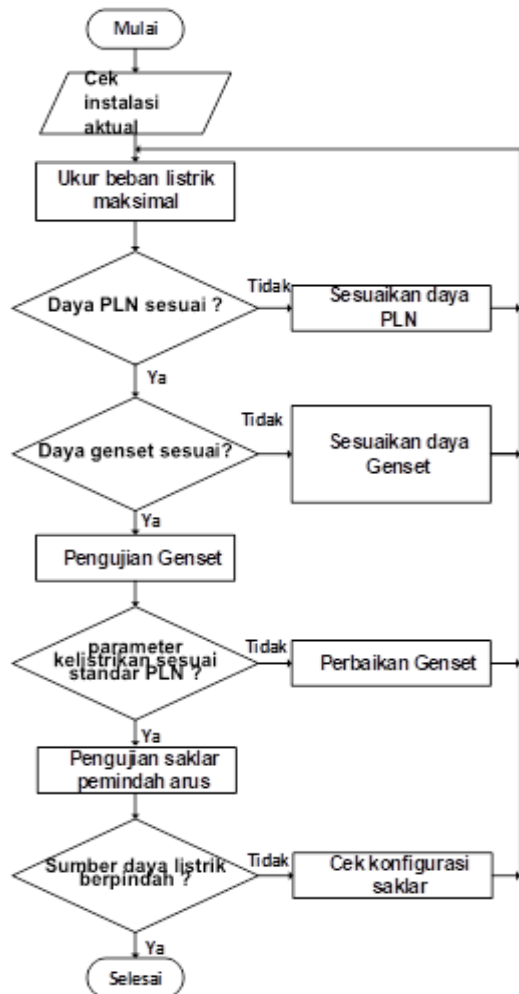 Mulai
Cek
instalasi
aktual
Ukur beban listrik
maksimal
Daya PLN sesuai ?
Tidak
Sesuaikan daya
PLN
Ya
Daya genset sesuai?
Tidak
Sesuaikan daya
Genset
Ya
Pengujian Genset
parameter
kelistrikan sesuai
standar PLN ?
Tidak
Perbaikan Genset
Ya
Pengujian saklar
pemindah arus
Sumber daya listrik
berpindah ?
Tidak
Cek konfigurasi
saklar
Ya
Selesai